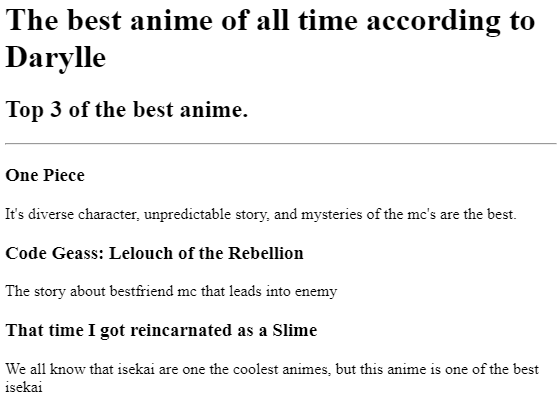 The best anime of all time according to
Darylle
Top 3 of the best anime.
One Piece
It's diverse character, unpredictable story, and mysteries of the mc's are the best.
Code Geass: Lelouch of the Rebellion
The story about bestfriend mc that leads into enemy
That time I got reincarnated as a Slime
We all know that isekai are one the coolest animes, but this anime is one of the best
isekai